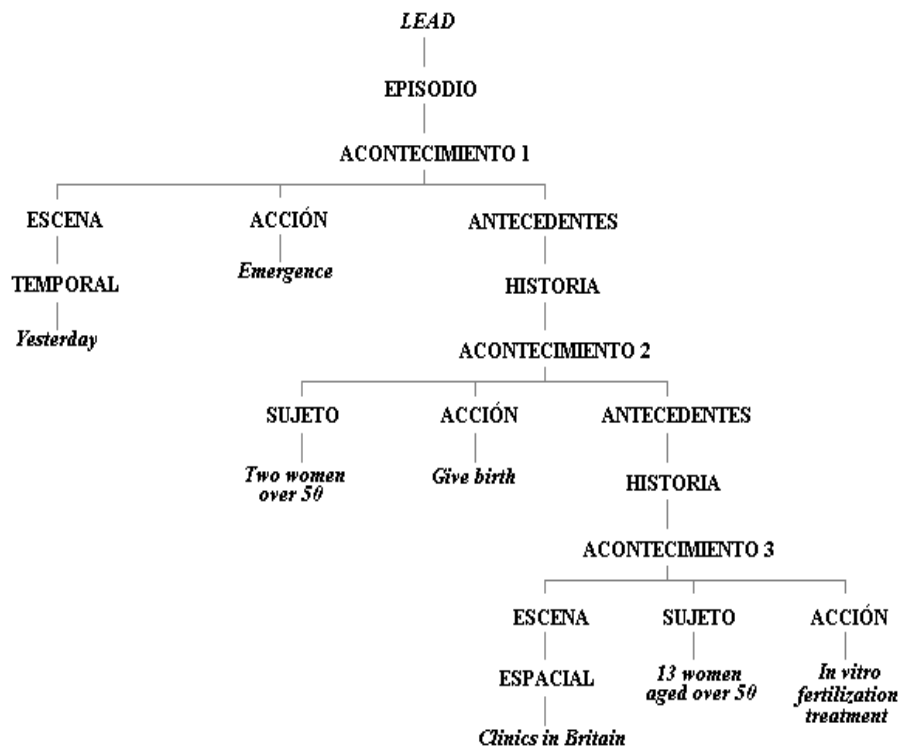 LEAD
EPISODIO
ACONTECIMIENTO 1
ESCENA
ACCIÓN
ANTECEDENTES
Emergence
TEMPORAL
HISTORIA
Yesterday
ACONTECIMIENTO 2
SUJETO
ACCIÓN
ANTECEDENTES
Two women
over 50
Give birth
HISTORIA
ACONTECIMIENTO 3
ESCENA
SUJETO
ACCIÓN
ESPACIAL
13 women
aged over 50
In vitro
fertilization
treatment
Clinics in Britain